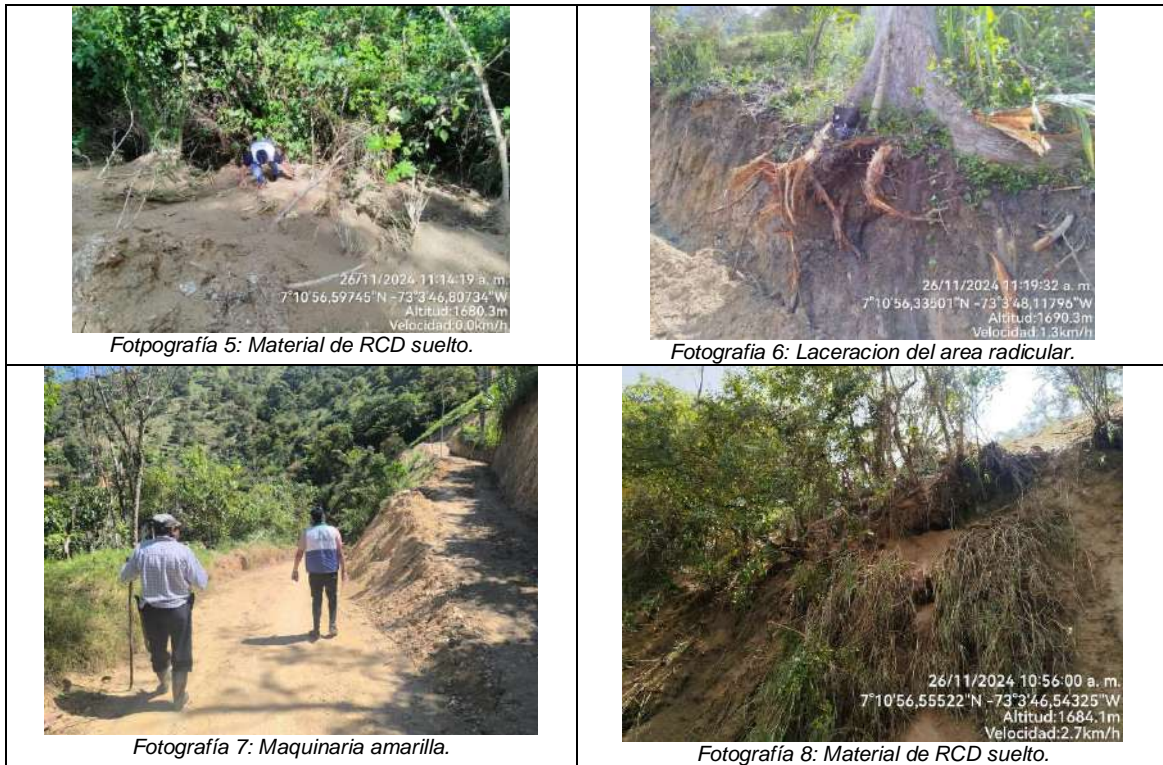 26/11/2024 11:14:19 a. m.
7°10'56,59745"N -73°3'46,80734"W
Altitud:1680.3m
Velocidad:0.0km/h
Fotpografía 5: Material de RCD suelto.
26/11/2024 11:19:32 a. m.
7°10'56,33501"N -73°3'48,11796"W
Altitud:1690.3m
Velocidad:1.3km/h
Fotografia 6: Laceracion del area radicular.
Fotografía 7: Maquinaria amarilla.
26/11/2024 10:56:00 a. m.
7°10'56,55522"N -73°3'46,54325"W
Altitud:1684.1m
Velocidad:2.7km/h
Fotografía 8: Material de RCD suelto.